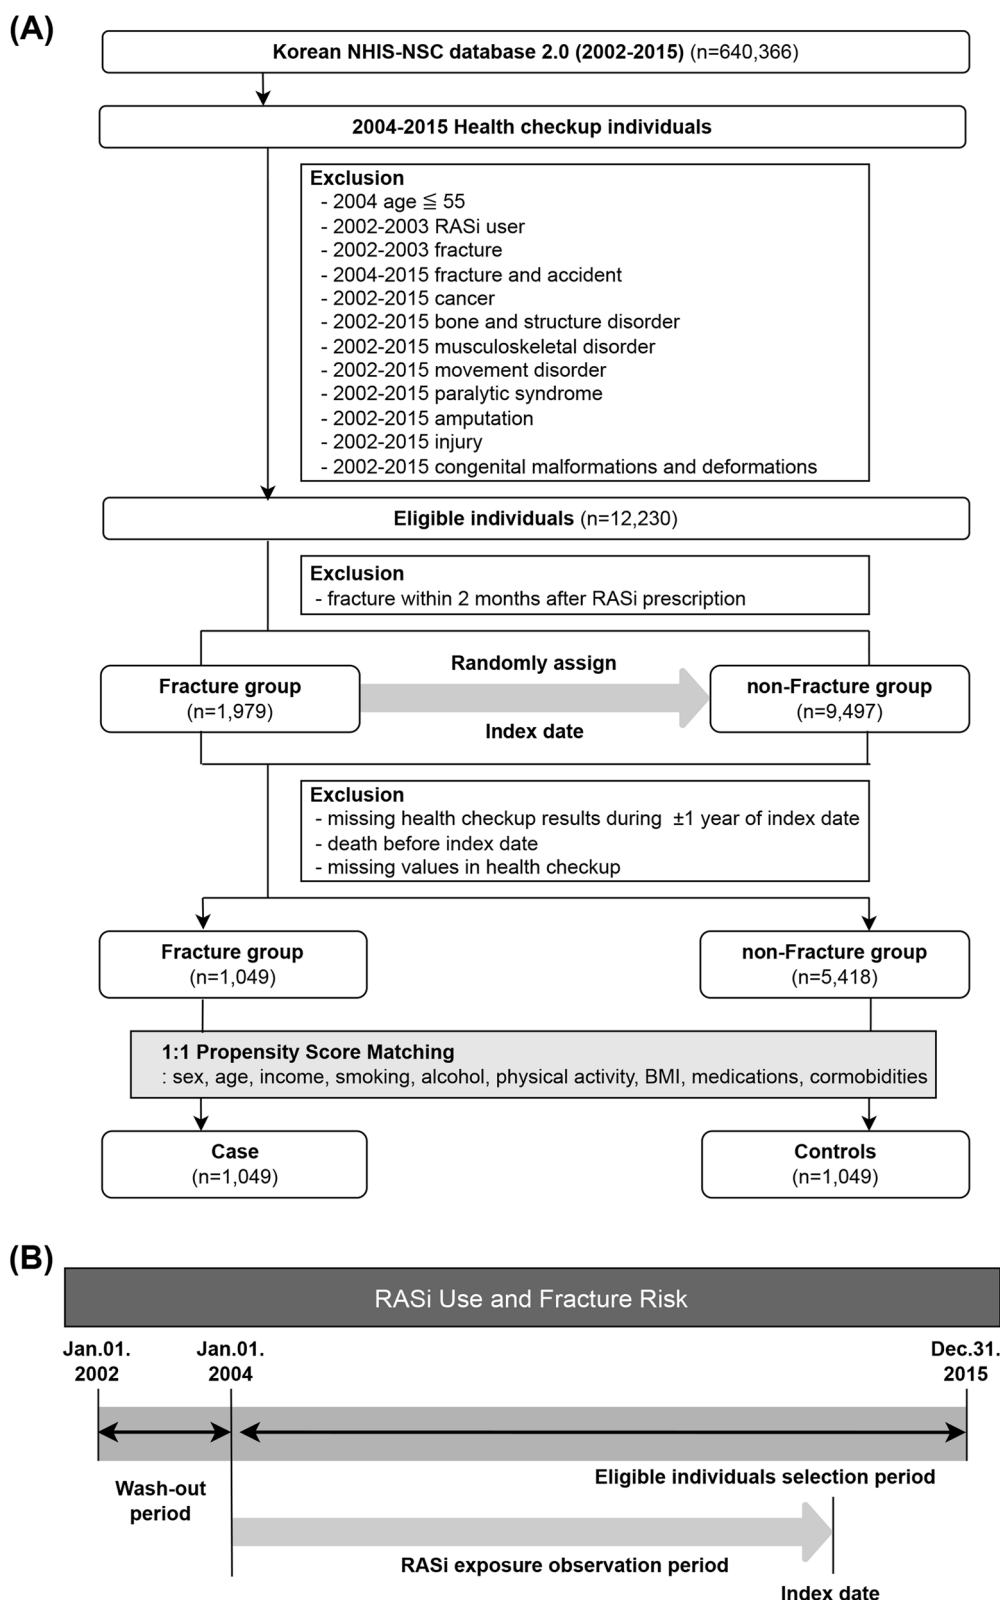 (A)
Korean NHIS-NSC database 2.0 (2002-2015) (n=640,366)
2004-2015 Health checkup individuals
Exclusion
- 2004 age ≦ 55
- 2002-2003 RASi user
- 2002-2003 fracture
- 2004-2015 fracture and accident
- 2002-2015 cancer
- 2002-2015 bone and structure disorder
- 2002-2015 musculoskeletal disorder
- 2002-2015 movement disorder
- 2002-2015 paralytic syndrome
- 2002-2015 amputation
- 2002-2015 injury
- 2002-2015 congenital malformations and deformations
Eligible individuals (n=12,230)
Exclusion
- fracture within 2 months after RASi prescription
Randomly assign
Fracture group
(n=1,979)
non-Fracture group
(n=9,497)
Index date
Exclusion
- missing health checkup results during ±1 year of index date
- death before index date
- missing values in health checkup
Fracture group
(n=1,049)
non-Fracture group
(n=5,418)
1:1 Propensity Score Matching
: sex, age, income, smoking, alcohol, physical activity, BMI, medications, cormobidities
Case
(n=1,049)
Controls
(n=1,049)
(B)
RASi Use and Fracture Risk
Jan.01.
2002
Jan.01.
2004
Dec.31.
2015
Wash-out
period
Eligible individuals selection period
RASi exposure observation period
Index date